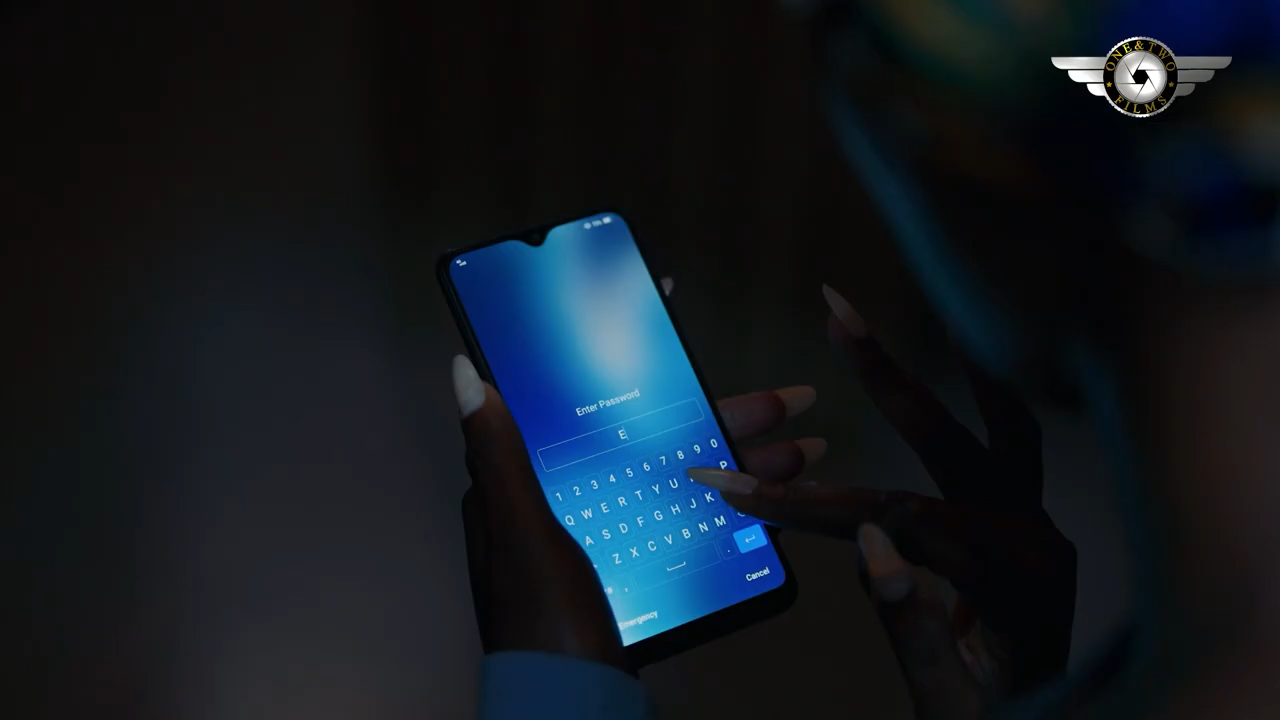 ONE & TWO
FILMS
Enter Password
E
1 2 3 4 5 6 7 8 9 0
Q W E R T Y U P
A S D F G H J K
Z X C V B N M
, .
Cancel
Emergency